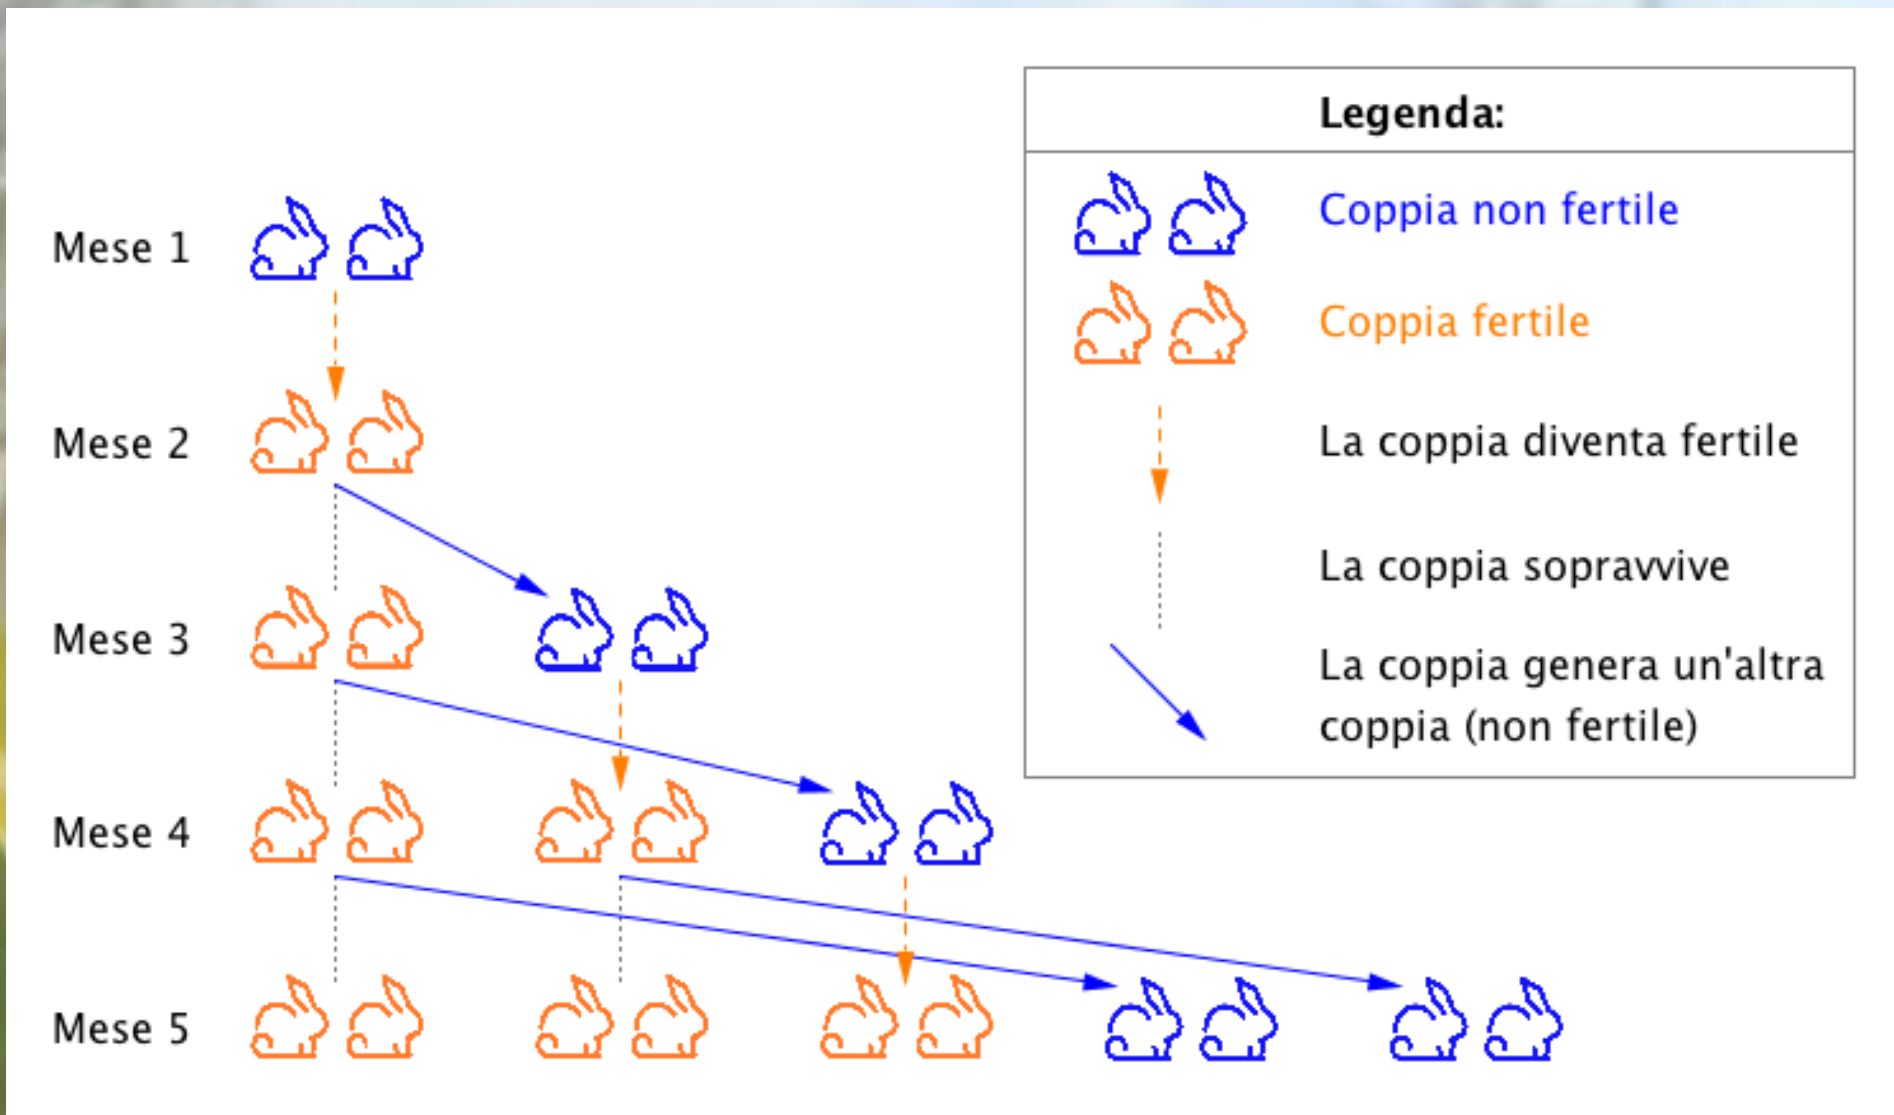 Legenda:
Coppia non fertile
Coppia fertile
La coppia diventa fertile
La coppia sopravvive
La coppia genera un'altra
coppia (non fertile)
Mese 1
Mese 2
Mese 3
Mese 4
Mese 5